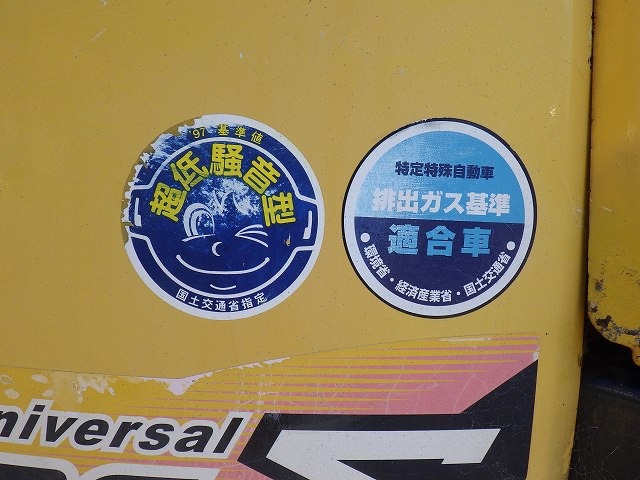 '97 基準値
超低騒音型
国土交通省指定
特定特殊自動車
排出ガス基準
適合車
●環境省・経済産業省・国土交通省●
niversal